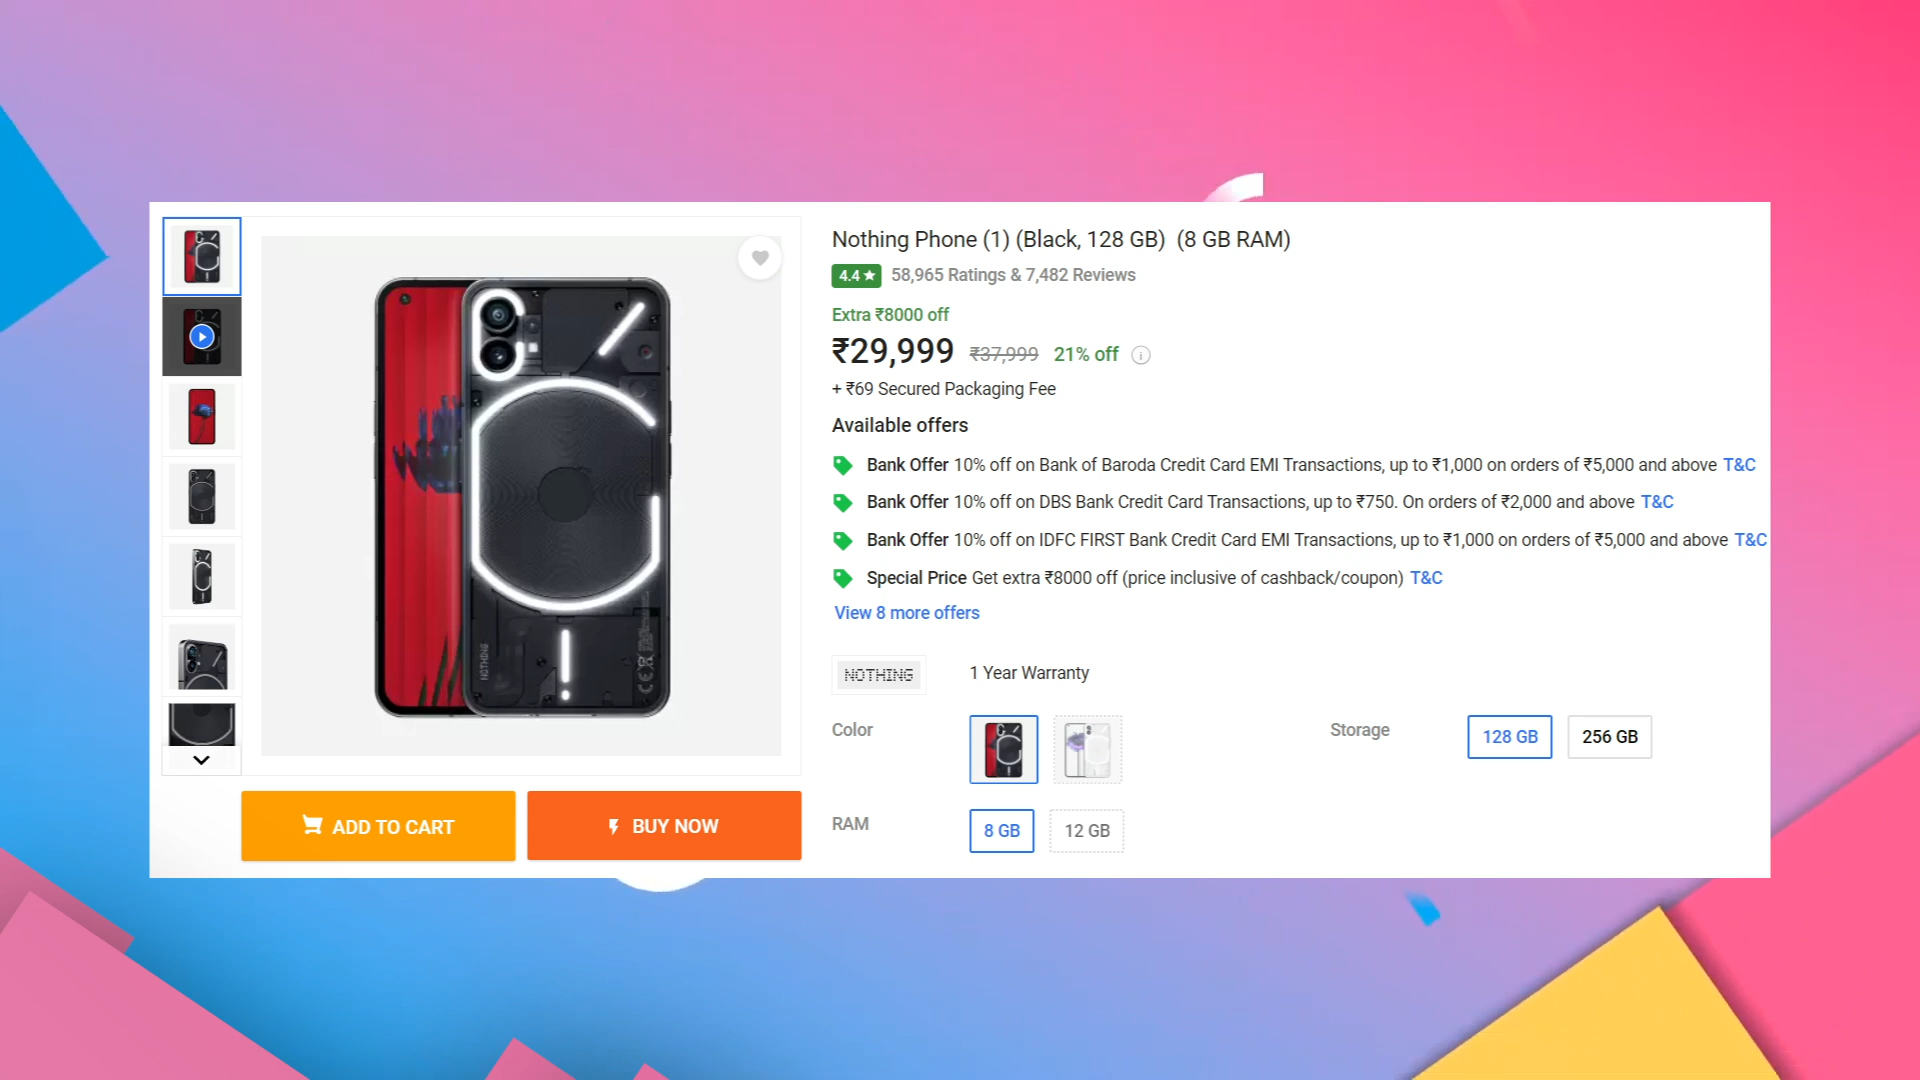 Nothing Phone (1) (Black, 128 GB) (8 GB RAM)
4.4★ 58,965 Ratings & 7,482 Reviews
Extra ₹8000 off
₹29,999 ₹37,999 21% off
+ ₹69 Secured Packaging Fee
Available offers
Bank Offer 10% off on Bank of Baroda Credit Card EMI Transactions, up to ₹1,000 on orders of ₹5,000 and above T&C
Bank Offer 10% off on DBS Bank Credit Card Transactions, up to ₹750. On orders of ₹2,000 and above T&C
Bank Offer 10% off on IDFC FIRST Bank Credit Card EMI Transactions, up to ₹1,000 on orders of ₹5,000 and above T&C
Special Price Get extra ₹8000 off (price inclusive of cashback/coupon) T&C
View 8 more offers
NOTHING 1 Year Warranty
Color
Storage 128 GB 256 GB
RAM 8 GB 12 GB
ADD TO CART
BUY NOW
NOTHING